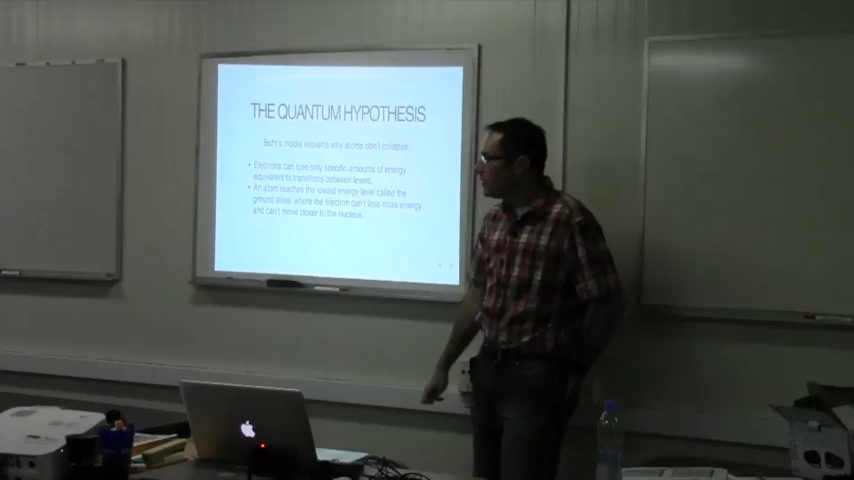 THE QUANTUM HYPOTHESIS
Bohr's model explains why atoms don't collapse:
• Electrons can lose only specific amounts of energy
equivalent to transitions between levels.
• An atom reaches the lowest energy level called the
ground state, where the electron can't lose more energy
and can't move closer to the nucleus.